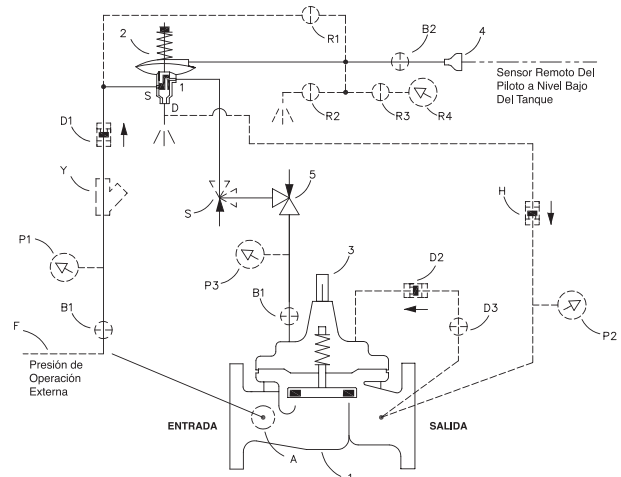 R1
B2
4
2
Sensor Remoto Del
Piloto a Nivel Bajo
Del Tanque
1
S
D
R2
R3
R4
D1
Y
S
5
H
P1
P3
3
D2
B1
B1
D3
P2
F
Presión de
Operación
Externa
ENTRADA
SALIDA
A
1